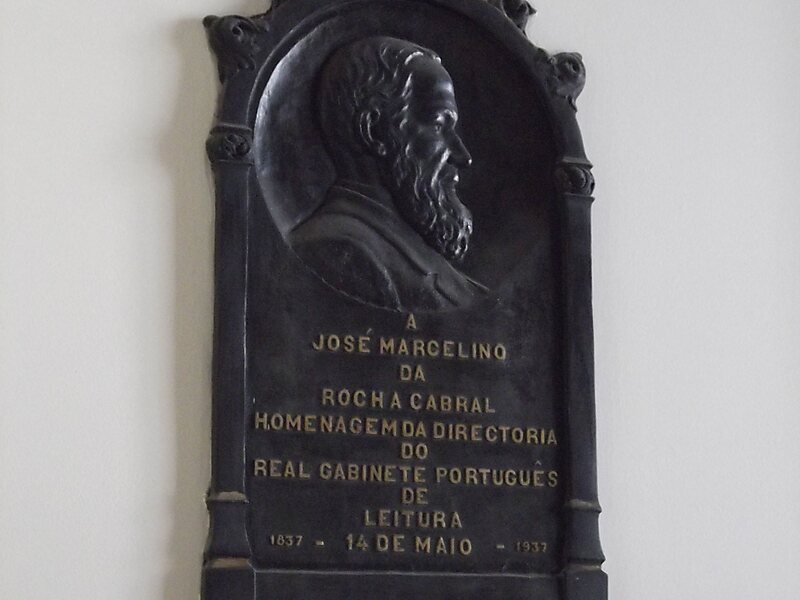 A
JOSÉ MARCELINO
DA
ROCHA CABRAL
HOMENAGEM DA DIRECTORIA
DO
REAL GABINETE PORTUGUÊS
DE
LEITURA
1837 - 14 DE MAIO - 1937